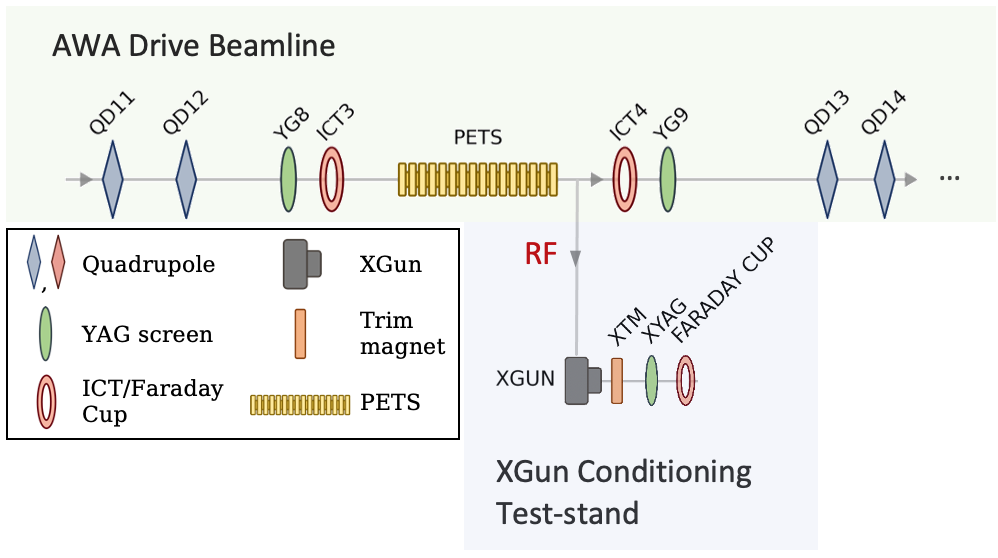 AWA Drive Beamline
QD11
QD12
YG8
ICT3
PETS
ICT4
YG9
QD13
QD14
...
Quadrupole
XGun
YAG screen
Trim
magnet
ICT/Faraday
Cup
PETS
RF
XTM
XYAG
FARADAY CUP
XGUN
XGun Conditioning
Test-stand